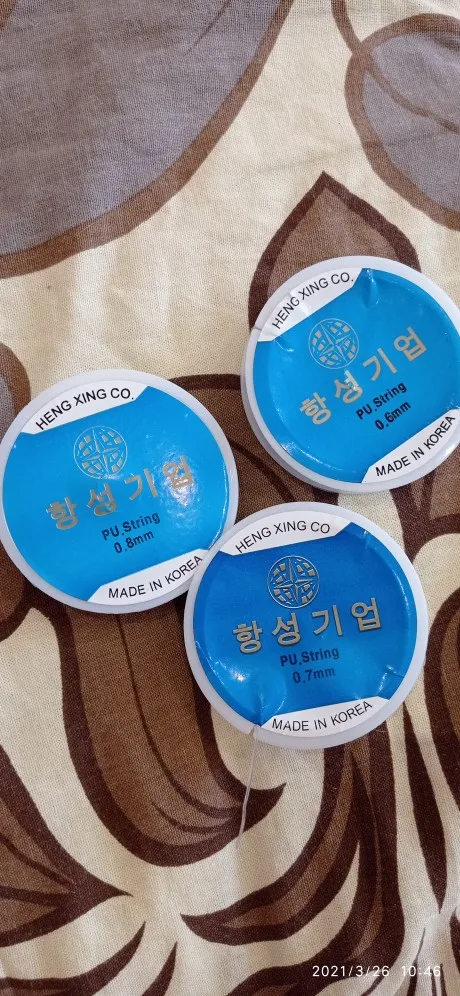 HENG XING CO.
항성기업
PU.String
0.6mm
MADE IN KOREA
HENG XING CO.
항성기업
PU.String
0.8mm
MADE IN KOREA
HENG XING CO
항성기업
PU.String
0.7mm
MADE IN KOREA
2021/3/26 10:46